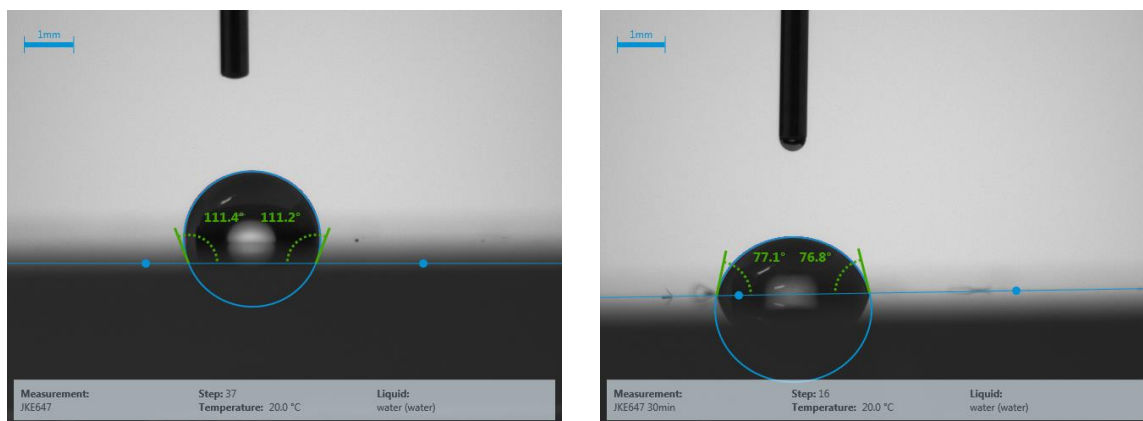 1mm
111.4° 111.2°
Measurement: Step: 37 Liquid:
JKE647 Temperature: 20.0 °C water (water)
1mm
77.1° 76.8°
Measurement: Step: 16 Liquid:
JKE647 30min Temperature: 20.0 °C water (water)